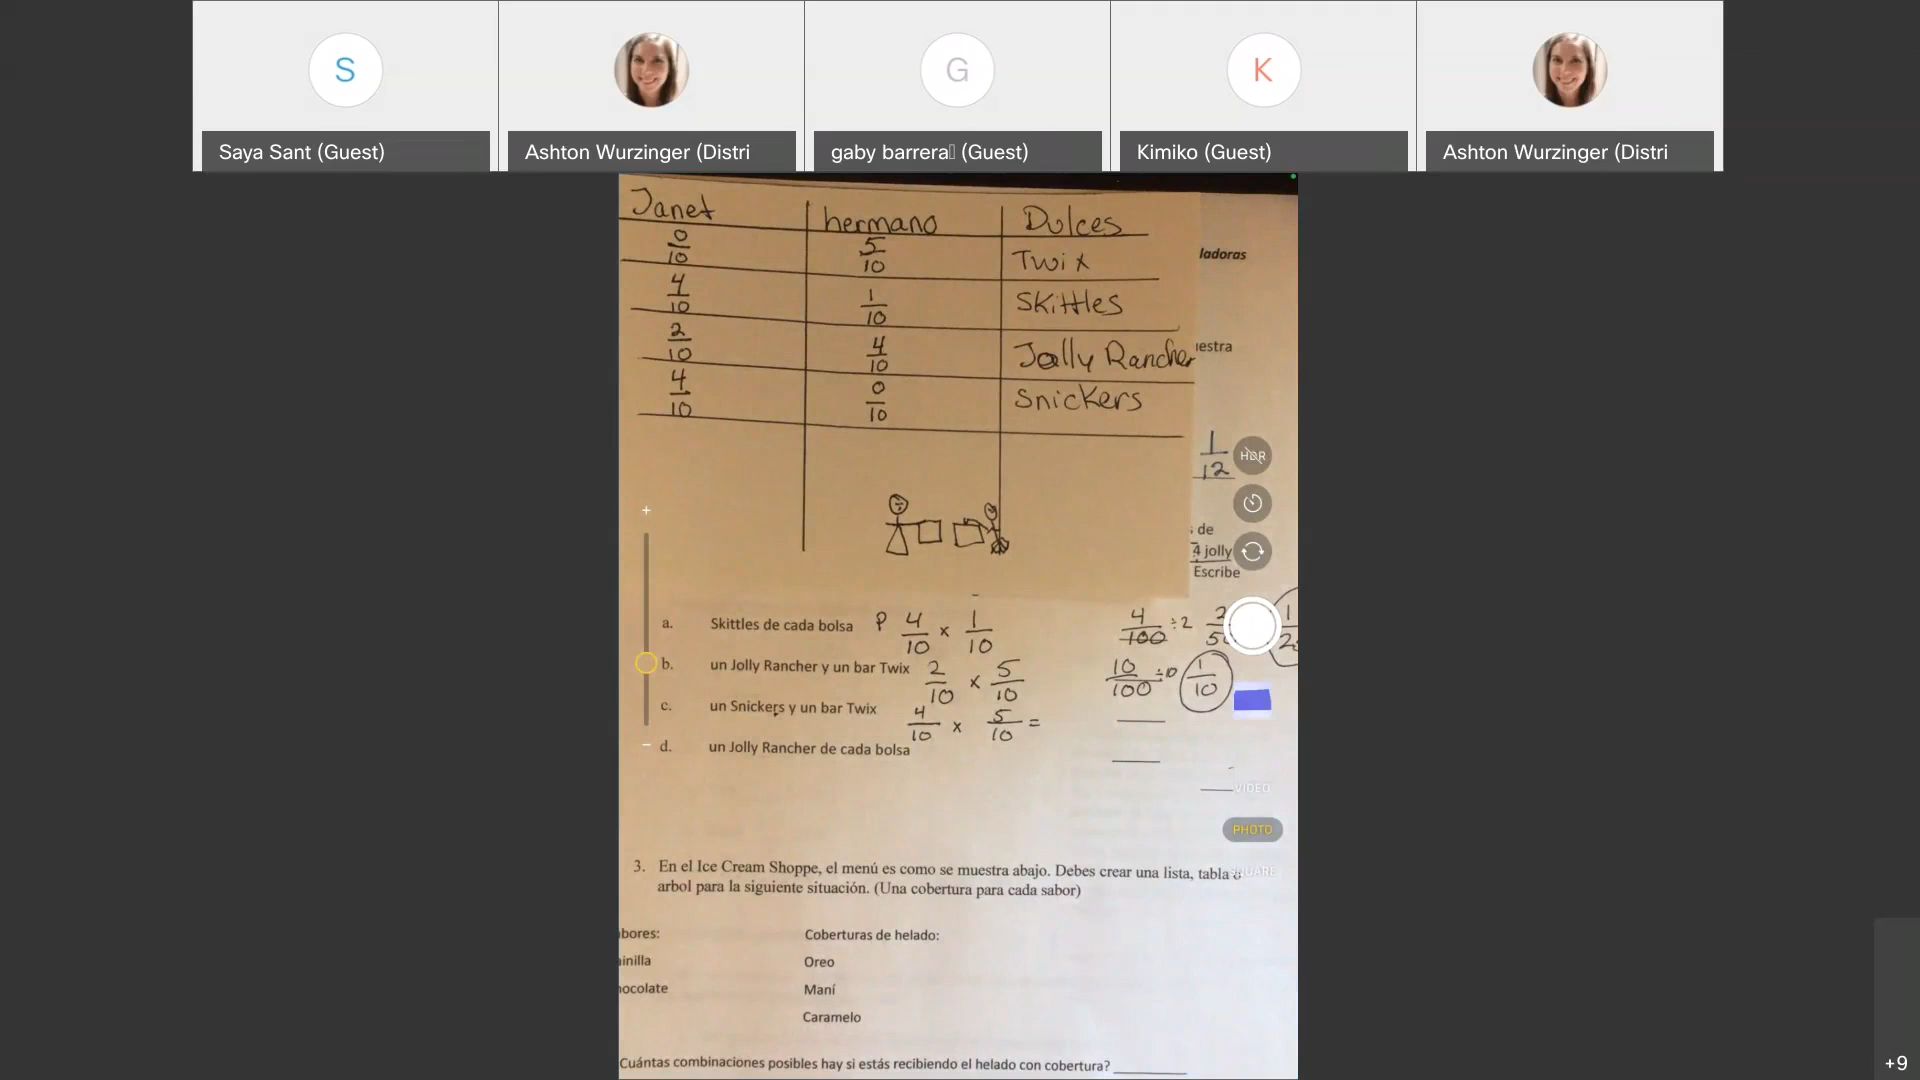 S
G
K
Saya Sant (Guest)
Ashton Wurzinger (Distri
gaby barrera (Guest)
Kimiko (Guest)
Ashton Wurzinger (Distri
Janet hermano Dulces
0/10 5/10 Twix
4/10 1/10 Skittles
2/10 4/10 Jolly Rancher
4/10 0/10 Snickers
ladoras
estra
1/12
HDR
de
4 jolly
Escribe
a. Skittles de cada bolsa P 4/10 x 1/10 4/100 ÷2
b. un Jolly Rancher y un bar Twix 2/10 x 5/10 10/100 ÷10 1/10
c. un Snickers y un bar Twix 4/10 x 5/10 =
d. un Jolly Rancher de cada bolsa
VIDEO
PHOTO
SQUARE
3. En el Ice Cream Shoppe, el menú es como se muestra abajo. Debes crear una lista, tabla o
arbol para la siguiente situación. (Una cobertura para cada sabor)
bores: Coberturas de helado:
ainilla Oreo
hocolate Maní
Caramelo
Cuántas combinaciones posibles hay si estás recibiendo el helado con cobertura?
+9